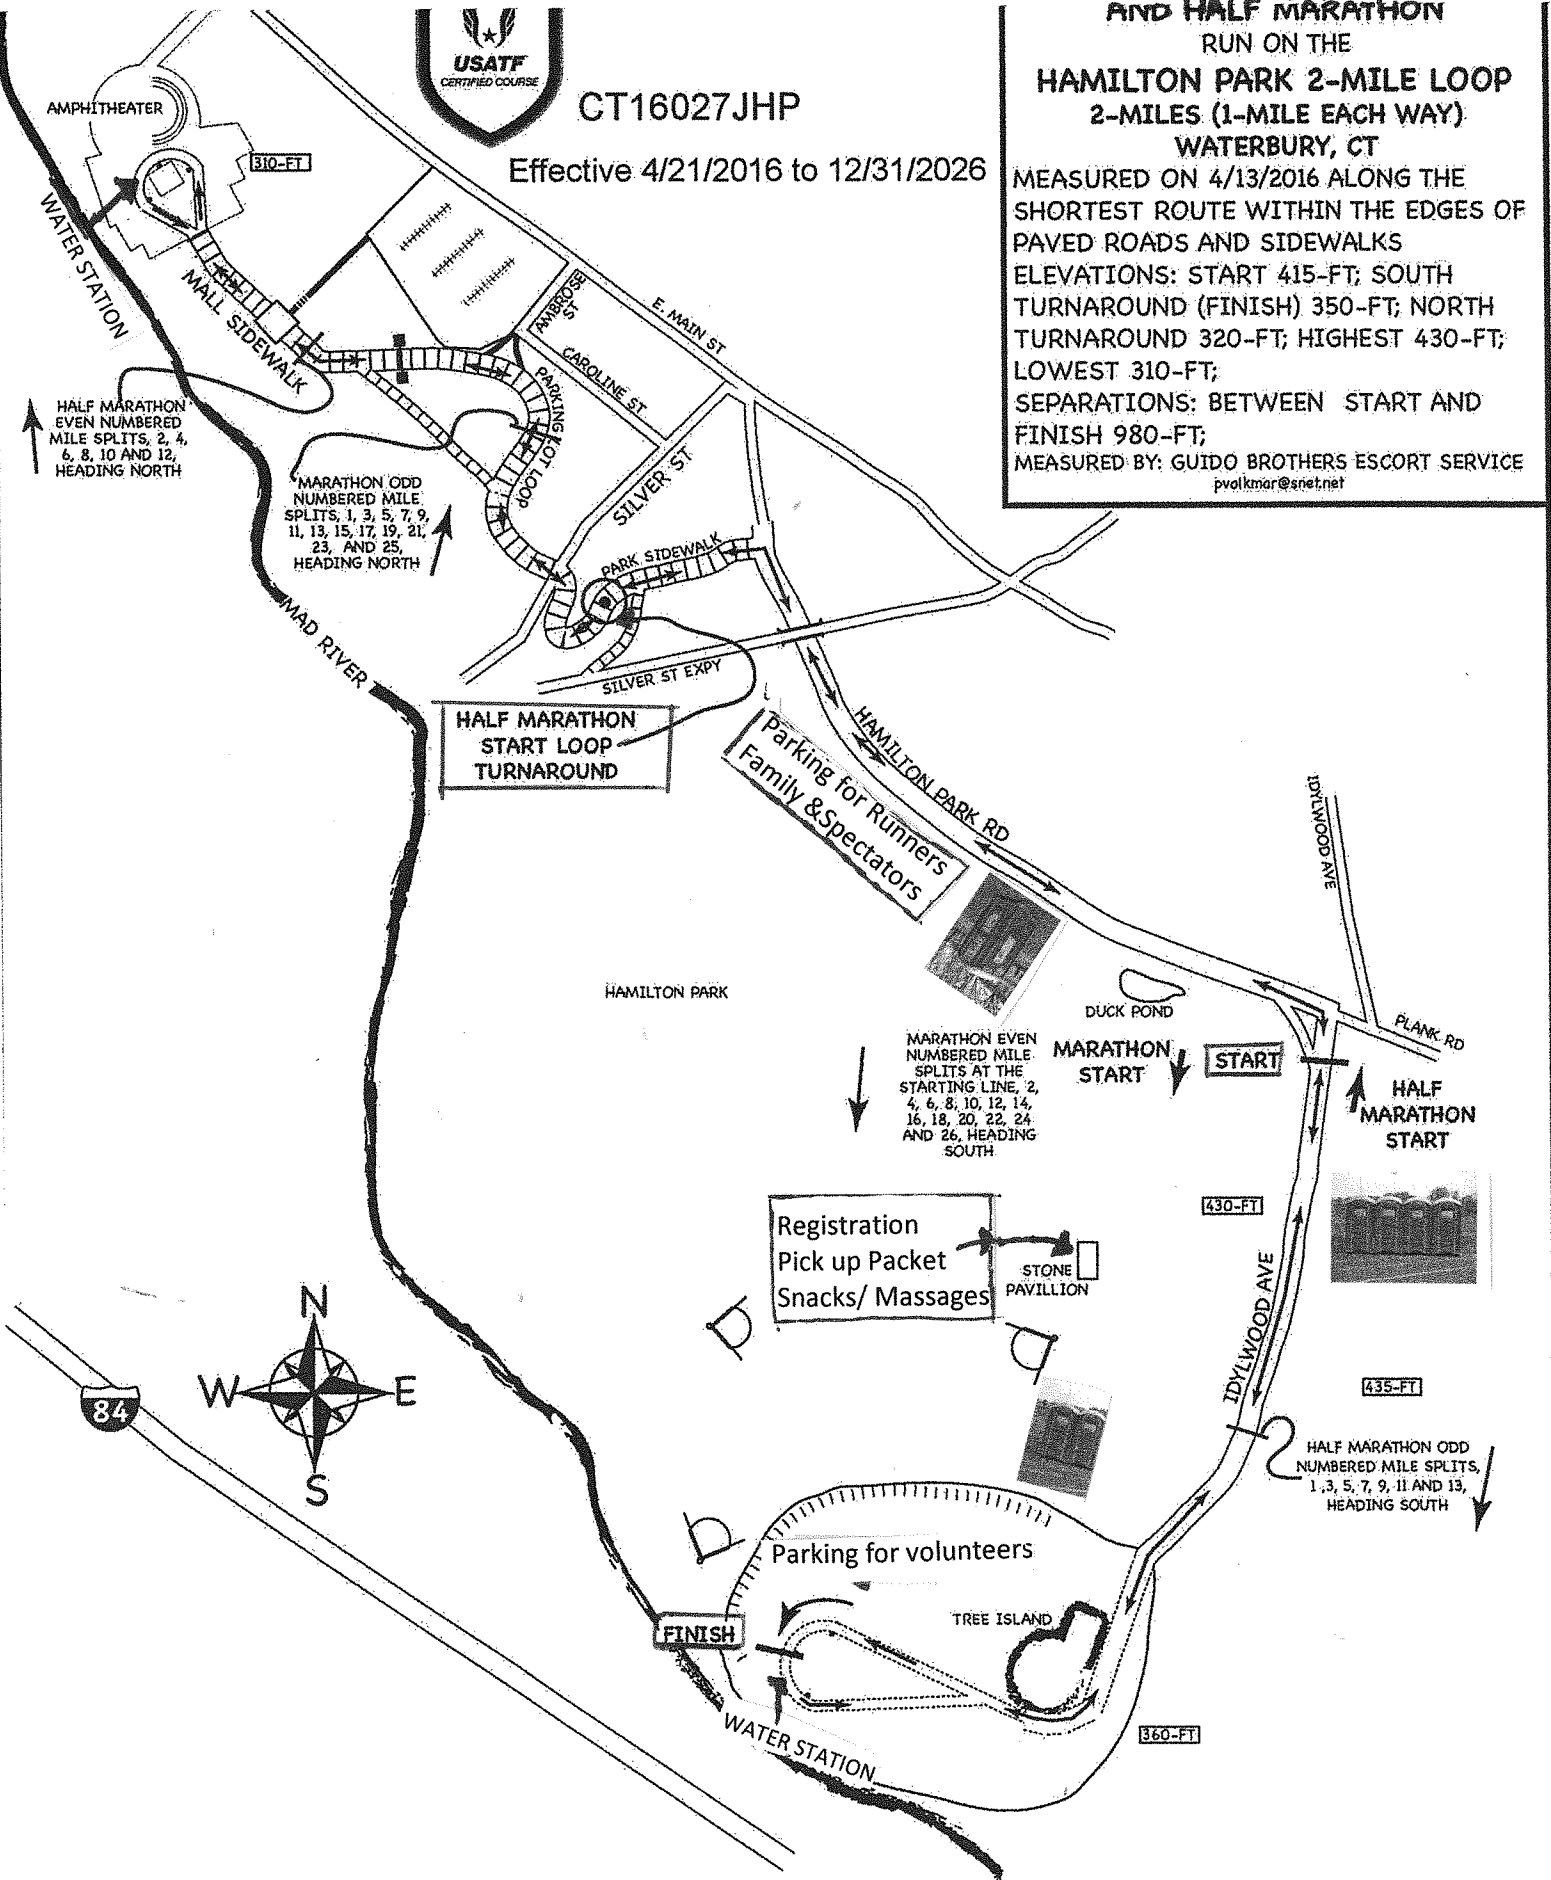 AND HALF MARATHON
RUN ON THE
HAMILTON PARK 2-MILE LOOP
2-MILES (1-MILE EACH WAY)
WATERBURY, CT
MEASURED ON 4/13/2016 ALONG THE
SHORTEST ROUTE WITHIN THE EDGES OF
PAVED ROADS AND SIDEWALKS
ELEVATIONS: START 415-FT; SOUTH
TURNAROUND (FINISH) 350-FT; NORTH
TURNAROUND 320-FT; HIGHEST 430-FT;
LOWEST 310-FT;
SEPARATIONS: BETWEEN START AND
FINISH 980-FT;
MEASURED BY: GUIDO BROTHERS ESCORT SERVICE
pvolkmar@snet.net
USATF
CERTIFIED COURSE
CT16027JHP
Effective 4/21/2016 to 12/31/2026
AMPHITHEATER
310-FT
WATER STATION
MALL SIDEWALK
AMBROSE
ST
E. MAIN ST
CAROLINE ST
PARKING LOT LOOP
SILVER ST
HALF MARATHON
EVEN NUMBERED
MILE SPLITS, 2, 4,
6, 8, 10 AND 12,
HEADING NORTH
MARATHON ODD
NUMBERED MILE
SPLITS, 1, 3, 5, 7, 9,
11, 13, 15, 17, 19, 21,
23, AND 25,
HEADING NORTH
PARK SIDEWALK
MAD RIVER
SILVER ST EXPY
HALF MARATHON
START LOOP
TURNAROUND
Parking for Runners
Family &Spectators
HAMILTON PARK RD
IDYLWOOD AVE
HAMILTON PARK
DUCK POND
PLANK RD
MARATHON EVEN
NUMBERED MILE
SPLITS AT THE
STARTING LINE, 2,
4, 6, 8, 10, 12, 14,
16, 18, 20, 22, 24
AND 26, HEADING
SOUTH
MARATHON
START
START
HALF
MARATHON
START
430-FT
Registration
Pick up Packet
Snacks/ Massages
STONE
PAVILLION
IDYLWOOD AVE
N
W
E
S
84
435-FT
HALF MARATHON ODD
NUMBERED MILE SPLITS,
1 ,3, 5, 7, 9, 11 AND 13,
HEADING SOUTH
Parking for volunteers
TREE ISLAND
FINISH
WATER STATION
360-FT